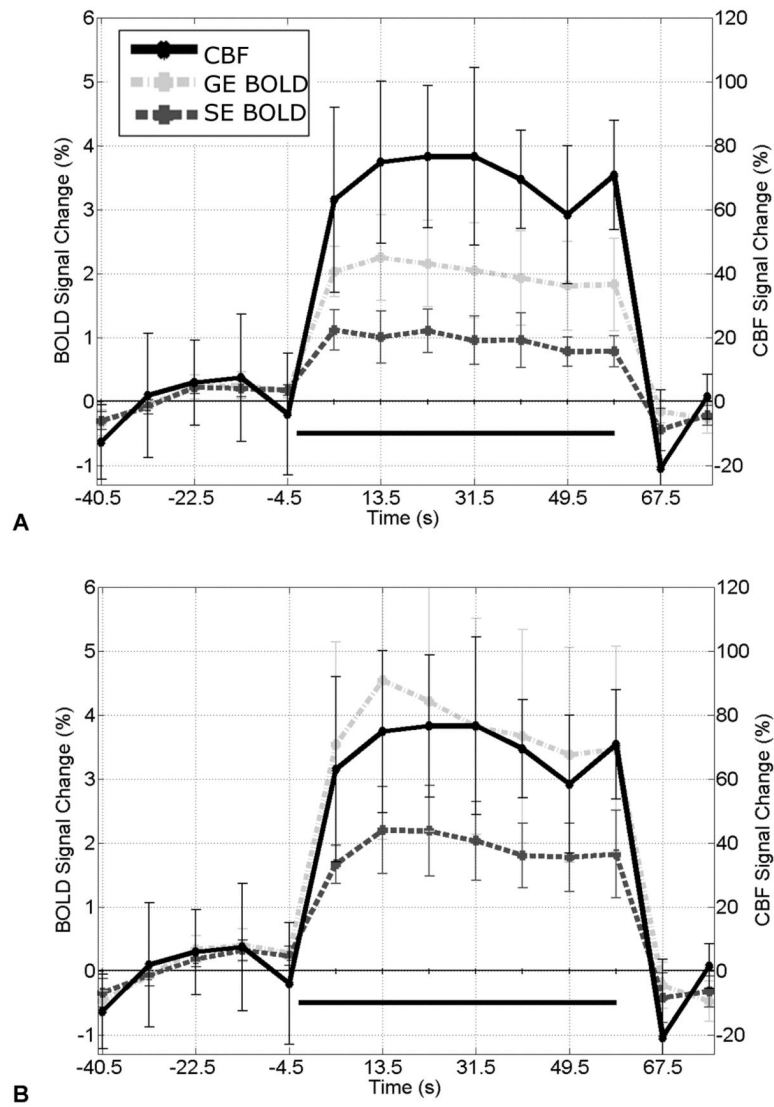 6
5
4
3
2
1
0
-1
BOLD Signal Change (%)
CBF
GE BOLD
SE BOLD
120
100
80
60
40
20
0
-20
CBF Signal Change (%)
-40.5 -22.5 -4.5 13.5 31.5 49.5 67.5
Time (s)
A
6
5
4
3
2
1
0
-1
BOLD Signal Change (%)
120
100
80
60
40
20
0
-20
CBF Signal Change (%)
-40.5 -22.5 -4.5 13.5 31.5 49.5 67.5
Time (s)
B